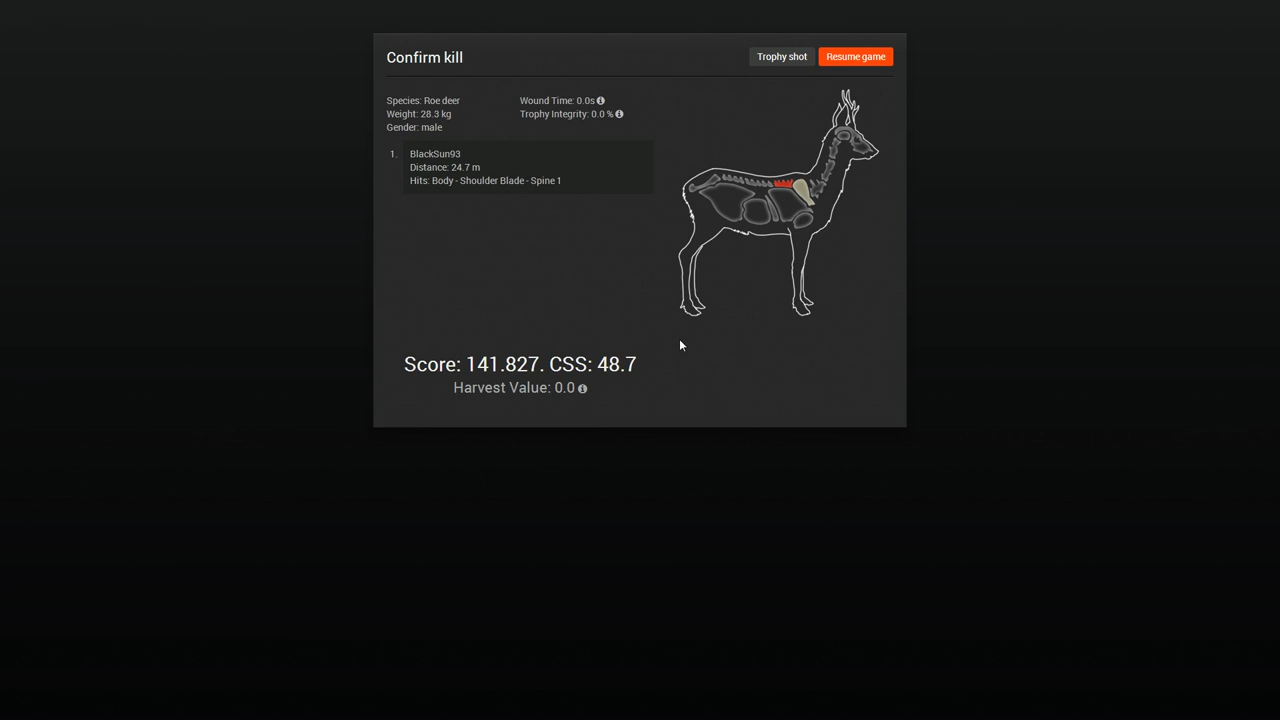 Confirm kill
Trophy shot
Resume game
Species: Roe deer
Weight: 28.3 kg
Gender: male
Wound Time: 0.0s
Trophy Integrity: 0.0 %
1.
BlackSun93
Distance: 24.7 m
Hits: Body - Shoulder Blade - Spine 1
Score: 141.827. CSS: 48.7
Harvest Value: 0.0